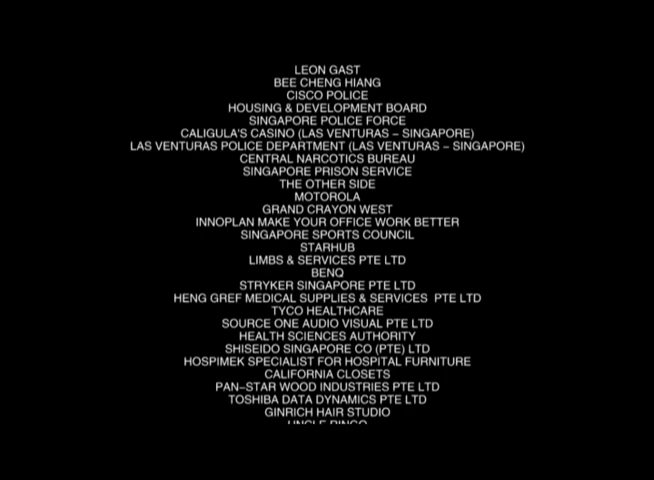 LEON GAST
BEE CHENG HIANG
CISCO POLICE
HOUSING & DEVELOPMENT BOARD
SINGAPORE POLICE FORCE
CALIGULA'S CASINO (LAS VENTURAS – SINGAPORE)
LAS VENTURAS POLICE DEPARTMENT (LAS VENTURAS – SINGAPORE)
CENTRAL NARCOTICS BUREAU
SINGAPORE PRISON SERVICE
THE OTHER SIDE
MOTOROLA
GRAND CRAYON WEST
INNOPLAN MAKE YOUR OFFICE WORK BETTER
SINGAPORE SPORTS COUNCIL
STARHUB
LIMBS & SERVICES PTE LTD
BENQ
STRYKER SINGAPORE PTE LTD
HENG GREF MEDICAL SUPPLIES & SERVICES PTE LTD
TYCO HEALTHCARE
SOURCE ONE AUDIO VISUAL PTE LTD
HEALTH SCIENCES AUTHORITY
SHISEIDO SINGAPORE CO (PTE) LTD
HOSPIMEK SPECIALIST FOR HOSPITAL FURNITURE
CALIFORNIA CLOSETS
PAN–STAR WOOD INDUSTRIES PTE LTD
TOSHIBA DATA DYNAMICS PTE LTD
GINRICH HAIR STUDIO
UNCLE RINGO